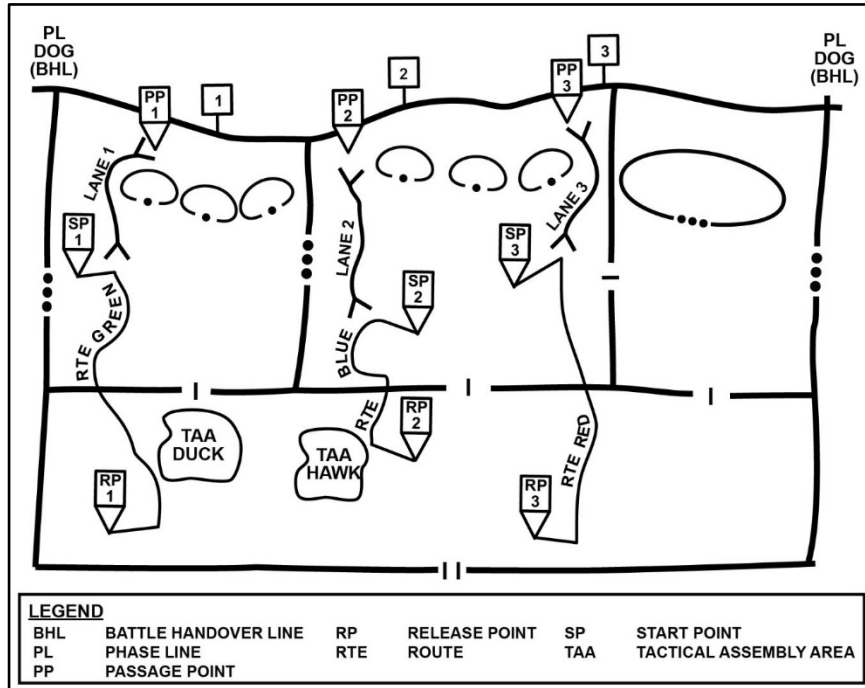 PL
DOG
(BHL)
PL
DOG
(BHL)
PP
1
1
PP
2
2
PP
3
3
LANE 1
SP
1
LANE 2
SP
2
LANE 3
SP
3
RTE GREEN
RTE BLUE
RTE RED
TAA
DUCK
TAA
HAWK
RP
1
RP
2
RP
3
LEGEND
BHL BATTLE HANDOVER LINE RP RELEASE POINT SP START POINT
PL PHASE LINE RTE ROUTE TAA TACTICAL ASSEMBLY AREA
PP PASSAGE POINT